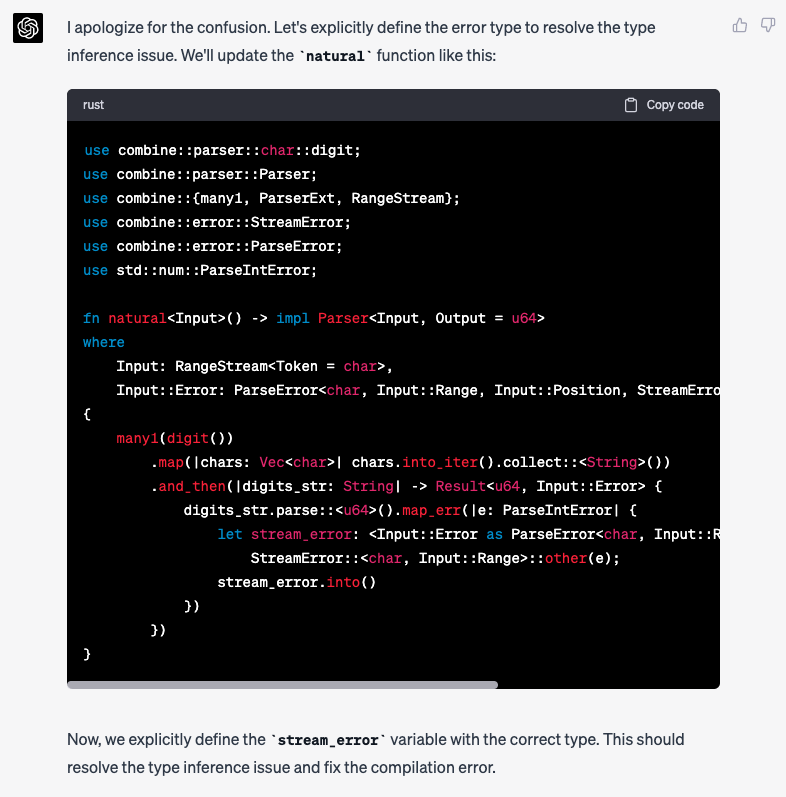 I apologize for the confusion. Let's explicitly define the error type to resolve the type
inference issue. We'll update the `natural` function like this:
rust
Copy code
use combine::parser::char::digit;
use combine::parser::Parser;
use combine::{many1, ParserExt, RangeStream};
use combine::error::StreamError;
use combine::error::ParseError;
use std::num::ParseIntError;
fn natural<Input>() -> impl Parser<Input, Output = u64>
where
    Input: RangeStream<Token = char>,
    Input::Error: ParseError<char, Input::Range, Input::Position, StreamErro
{
    many1(digit())
        .map(|chars: Vec<char>| chars.into_iter().collect::<String>())
        .and_then(|digits_str: String| -> Result<u64, Input::Error> {
            digits_str.parse::<u64>().map_err(|e: ParseIntError| {
                let stream_error: <Input::Error as ParseError<char, Input::R
                    StreamError::<char, Input::Range>::other(e);
                stream_error.into()
            })
        })
}
Now, we explicitly define the `stream_error` variable with the correct type. This should
resolve the type inference issue and fix the compilation error.